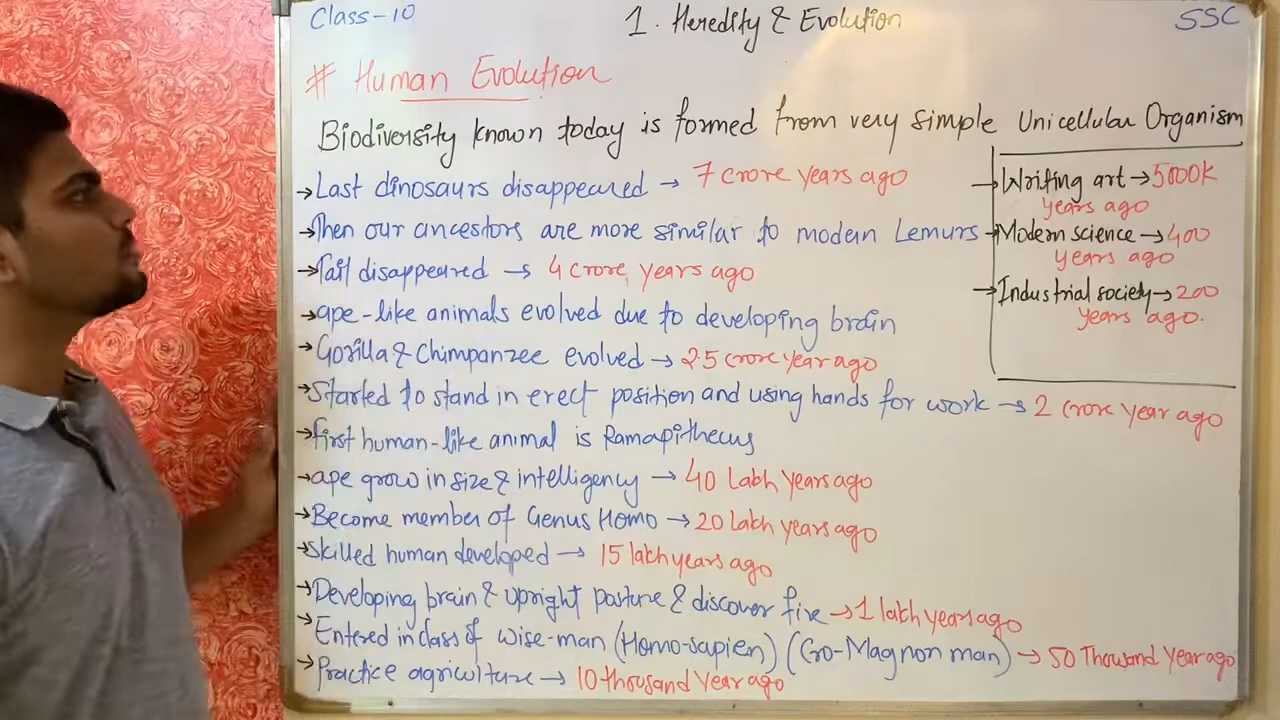 Class-10
1. Heredity & Evolution
SSC
# Human Evolution
Biodiversity known today is formed from very simple Unicellular Organism
→Last dinosaurs disappeared → 7 crore years ago
→Then our ancestors are more similar to modern Lemurs
→Tail disappeared → 4 crore years ago
→ape-like animals evolved due to developing brain
→Gorilla & Chimpanzee evolved → 2.5 crore year ago
→Started to stand in erect position and using hands for work → 2 crore year ago
→first human-like animal is Ramapithecus
→ape grow in size & intelligency → 40 Labh years ago
→Become member of Genus Homo → 20 Labh years ago
→skilled human developed → 15 lakh years ago
→Developing brain & upright posture & discover fire → 1 lakh years ago
→Entered in class of wise-man (Homo-sapien) (Cro-Magnon man) → 50 Thousand Year ago
→Practice agriculture → 10 thousand Year ago
→Writing art → 5000k
years ago
→Modern science → 400
years ago
→Industrial society → 200
years ago.